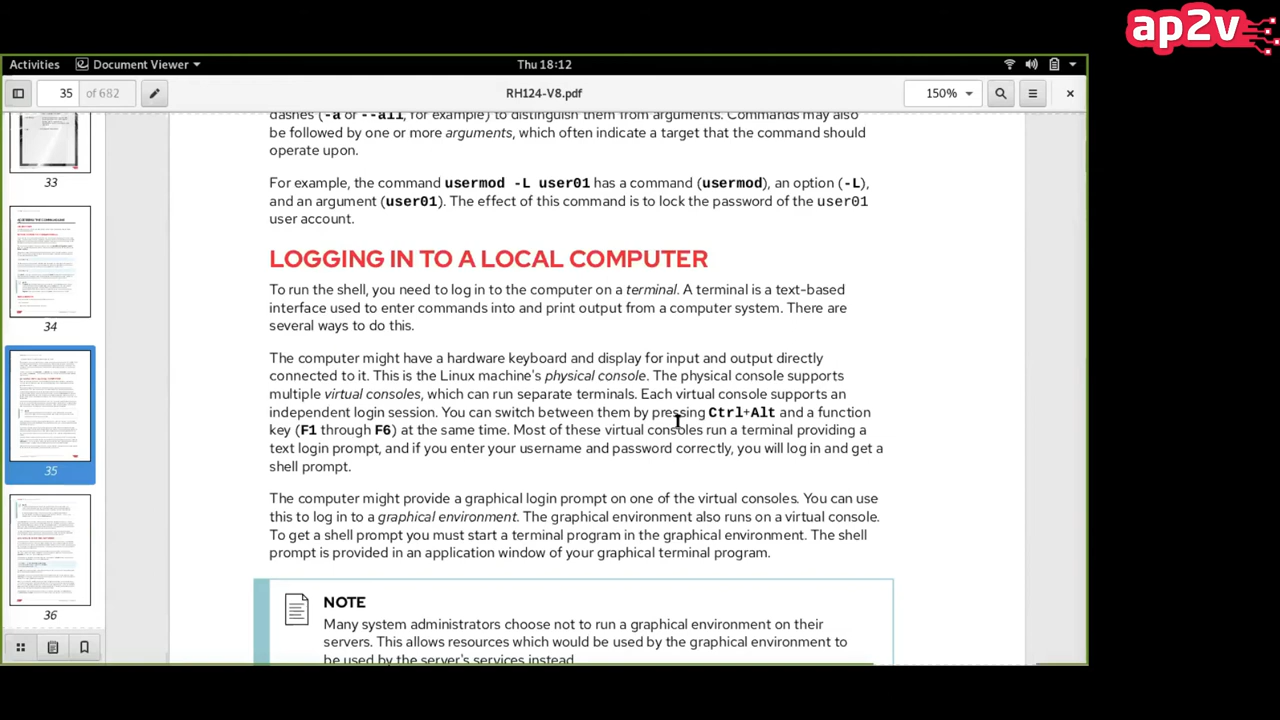 ap2v
Activities Document Viewer Thu 18:12
35 of 682 RH124-V8.pdf 150%
33
34
35
36
dashes (-a or --all, for example) to distinguish them from arguments. Commands may also
be followed by one or more arguments, which often indicate a target that the command should
operate upon.
For example, the command usermod -L user01 has a command (usermod), an option (-L),
and an argument (user01). The effect of this command is to lock the password of the user01
user account.
LOGGING IN TO A LOCAL COMPUTER
To run the shell, you need to log in to the computer on a terminal. A terminal is a text-based
interface used to enter commands into and print output from a computer system. There are
several ways to do this.
The computer might have a hardware keyboard and display for input and output directly
connected to it. This is the Linux machine's physical console. The physical console supports
multiple virtual consoles, which can run separate terminals. Each virtual console supports an
independent login session. You can switch between them by pressing Ctrl+Alt and a function
key (F1 through F6) at the same time. Most of these virtual consoles run a terminal providing a
text login prompt, and if you enter your username and password correctly, you will log in and get a
shell prompt.
The computer might provide a graphical login prompt on one of the virtual consoles. You can use
this to log in to a graphical environment. The graphical environment also runs on a virtual console.
To get a shell prompt you must start a terminal program in the graphical environment. The shell
prompt is provided in an application window of your graphical terminal program.
NOTE
Many system administrators choose not to run a graphical environment on their
servers. This allows resources which would be used by the graphical environment to
be used by the server's services instead